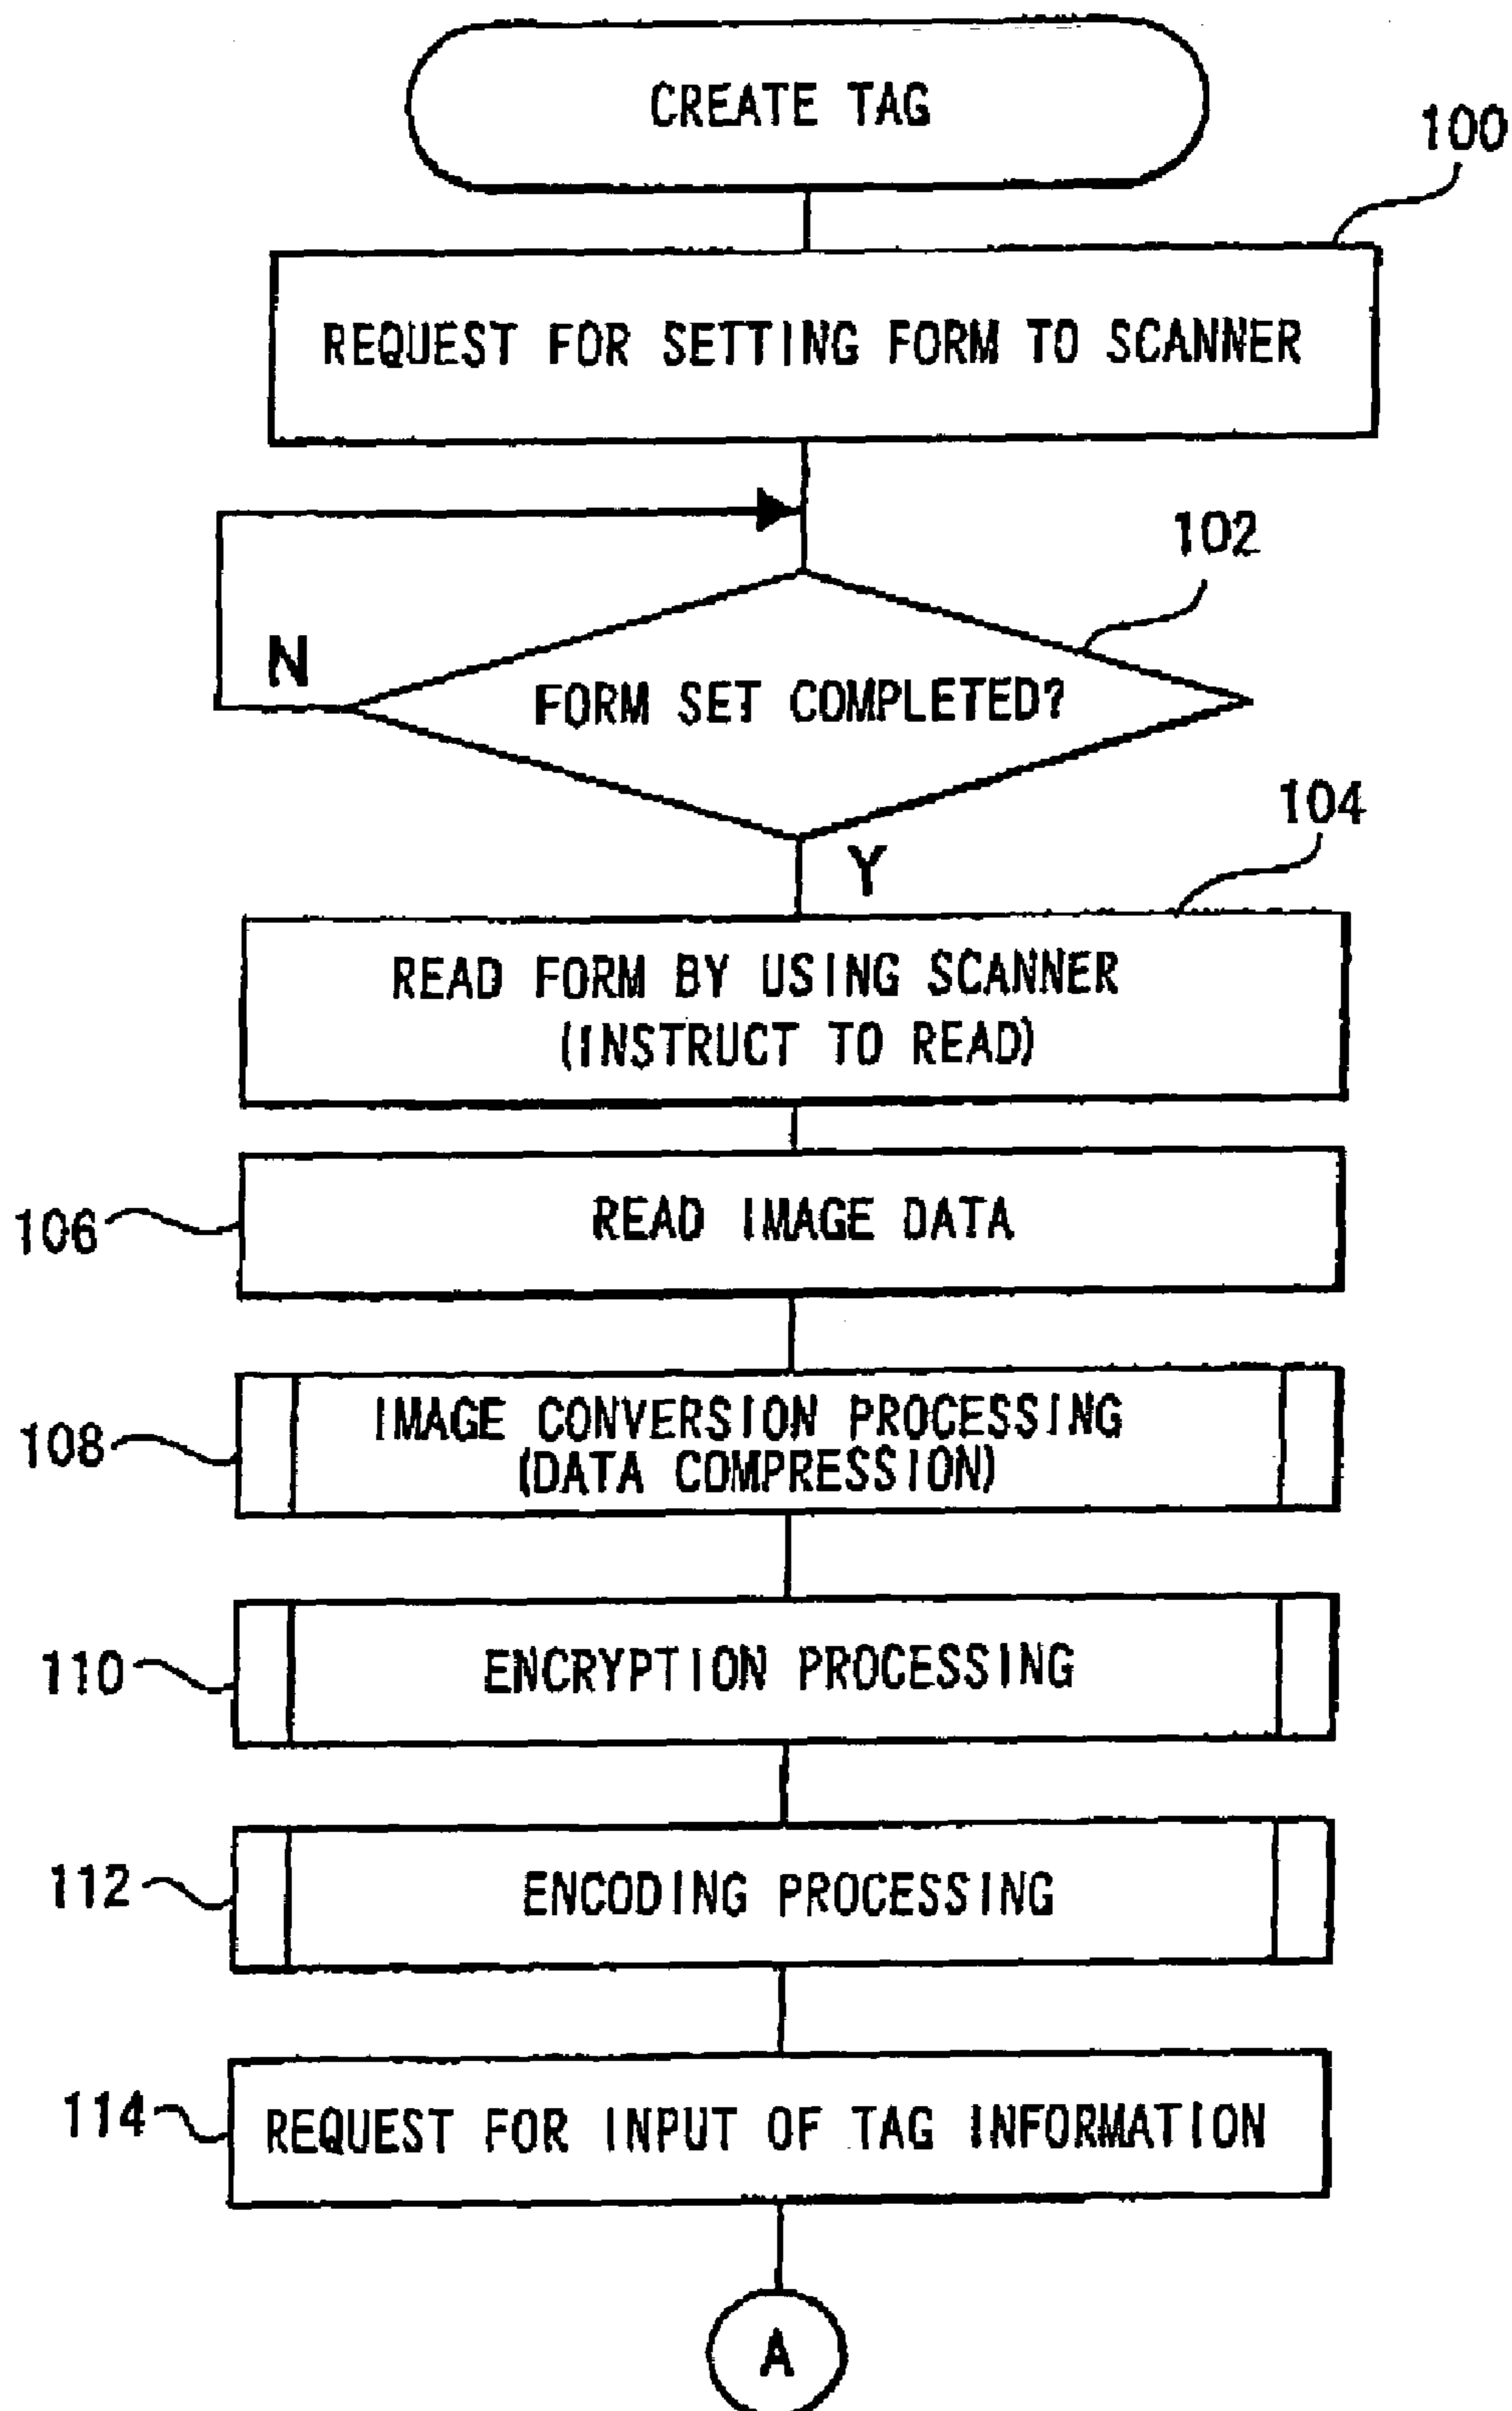 CREATE TAG
100
REQUEST FOR SETTING FORM TO SCANNER
102
N
FORM SET COMPLETED?
104
Y
READ FORM BY USING SCANNER
(INSTRUCT TO READ)
106
READ IMAGE DATA
108
IMAGE CONVERSION PROCESSING
(DATA COMPRESSION)
110
ENCRYPTION PROCESSING
112
ENCODING PROCESSING
114
REQUEST FOR INPUT OF TAG INFORMATION
A